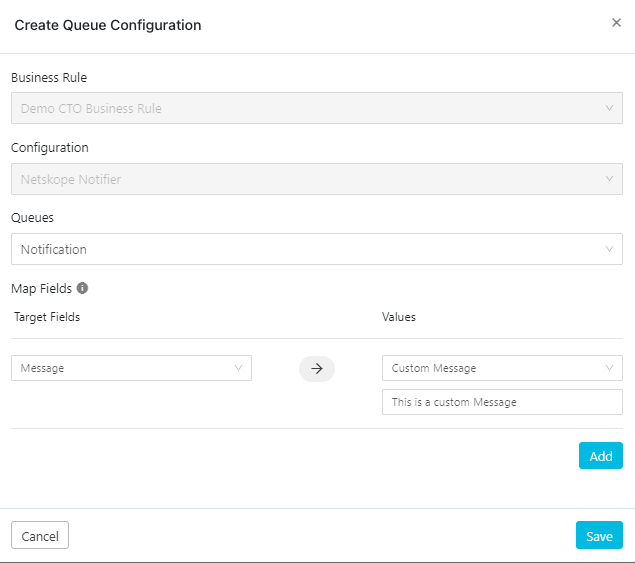 Create Queue Configuration
Business Rule
Demo CTO Business Rule
Configuration
Netskope Notifier
Queues
Notification
Map Fields
Target Fields Values
Message Custom Message
This is a custom Message
Add
Cancel Save